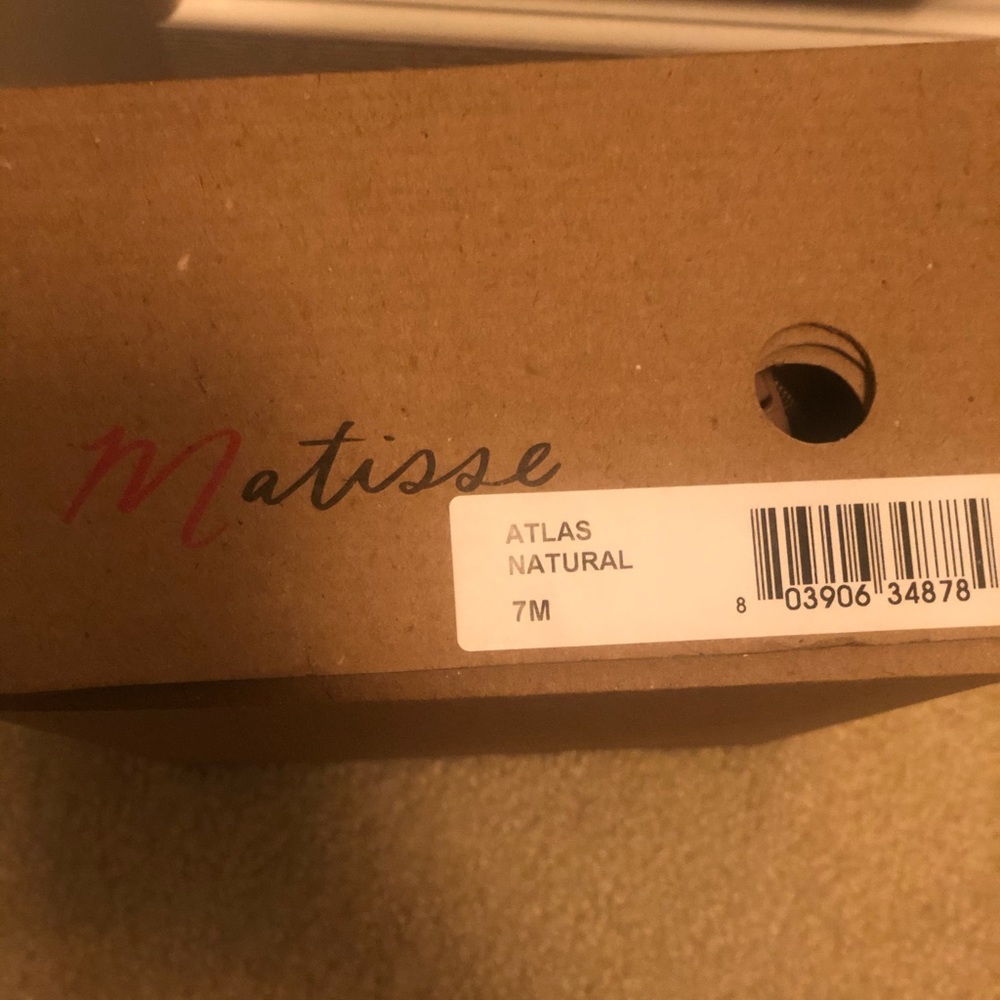 Matisse
ATLAS
NATURAL
7M
8 03906 34878